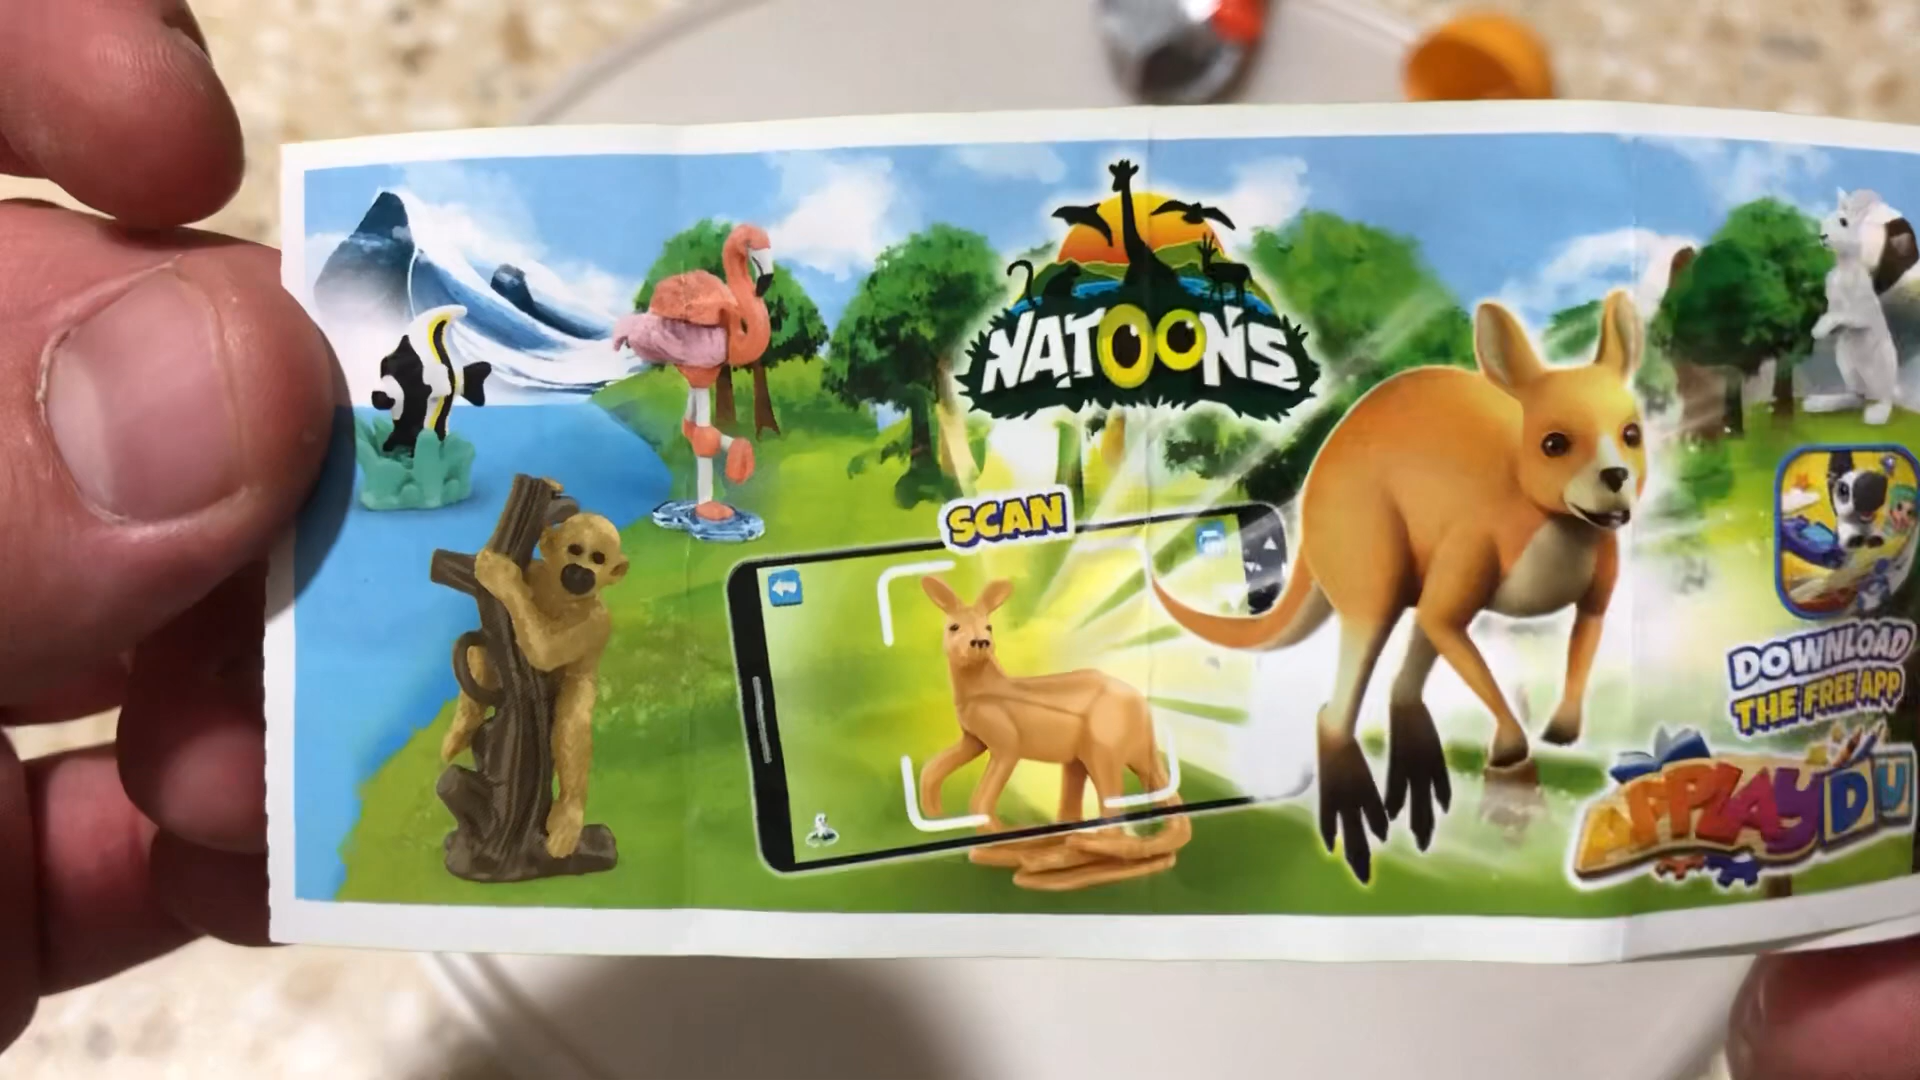 NATOONS
SCAN
DOWNLOAD
THE FREE APP
APPLAYDU